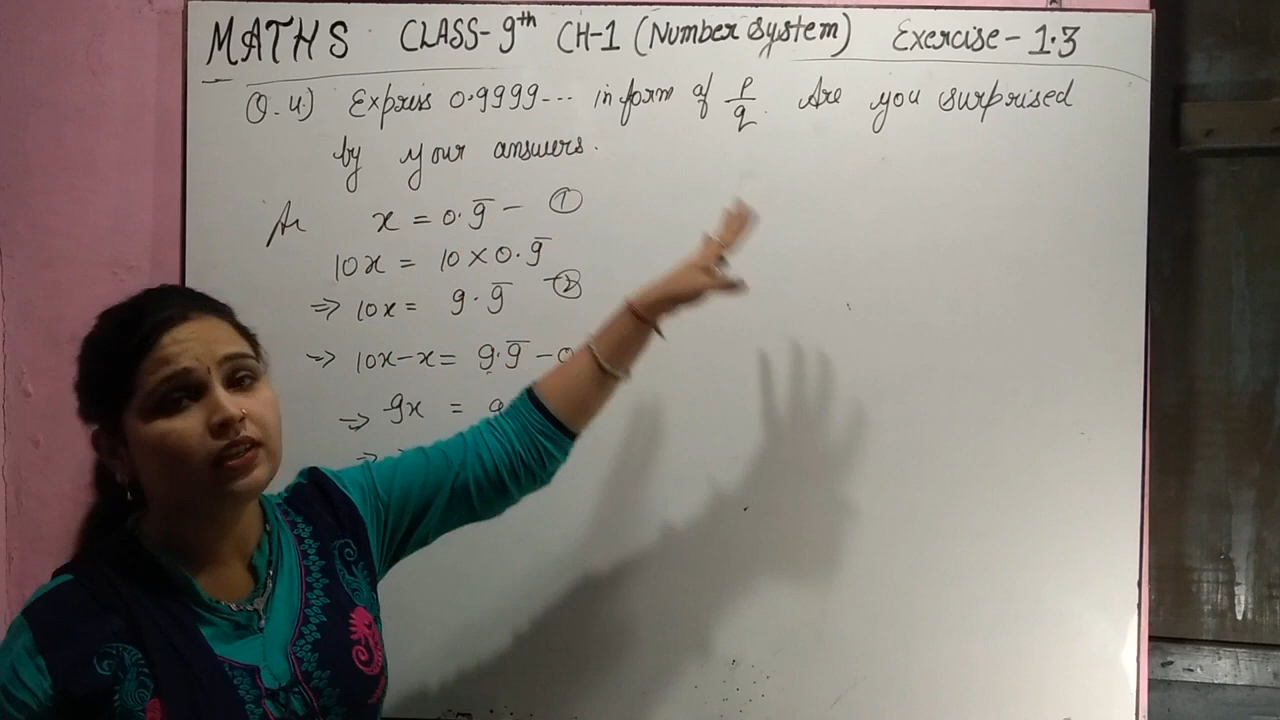 MATHS CLASS-9th CH-1 (Number System) Exercise-1.3
Q.4) Express 0.9999--- in form of p/q. Are you surprised
by your answers.
x = 0.9̅ - ①
10x = 10 × 0.9̅
⇒ 10x = 9.9̅ - ②
⇒ 10x-x = 9.9̅ - 0
⇒ 9x = 9
⇒